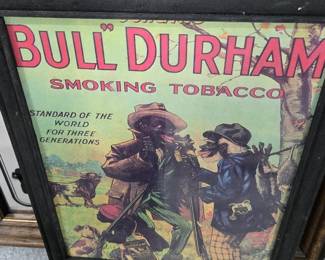 BULL" DURHAM
SMOKING TOBACCO
STANDARD OF THE
WORLD
FOR THREE
GENERATIONS